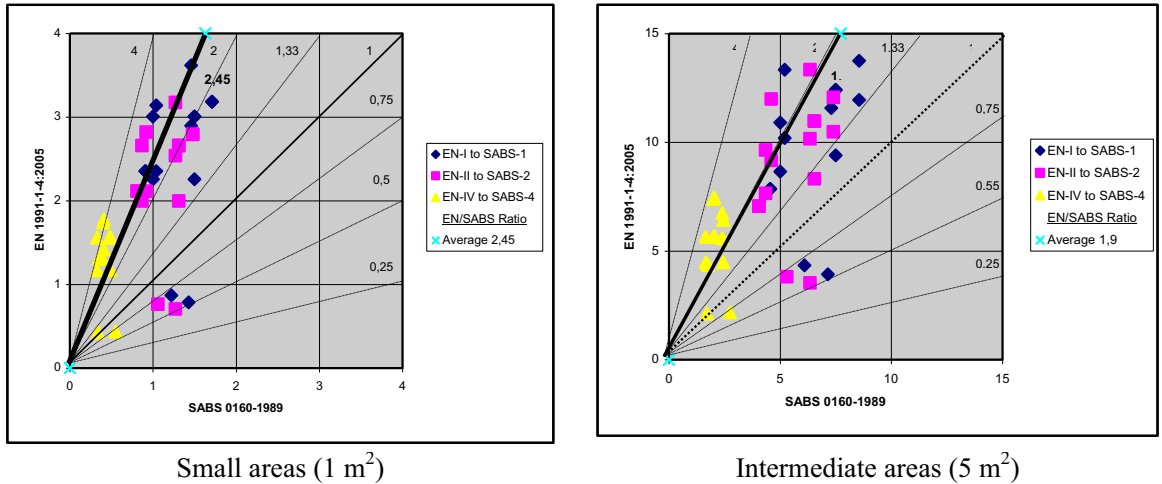 4
3
2
1
0
0
1
2
3
4
EN 1991-1-4:2005
SABS 0160-1989
4
2
1,33
1
2,45
0,75
0,5
0,25
EN-I to SABS-1
EN-II to SABS-2
EN-IV to SABS-4
EN/SABS Ratio
Average 2,45
Small areas (1 m²)
15
10
5
0
0
5
10
15
EN 1991-1-4:2005
SABS 0160-1989
1.33
1
0.75
0.55
0.25
EN-I to SABS-1
EN-II to SABS-2
EN-IV to SABS-4
EN/SABS Ratio
Average 1,9
Intermediate areas (5 m²)